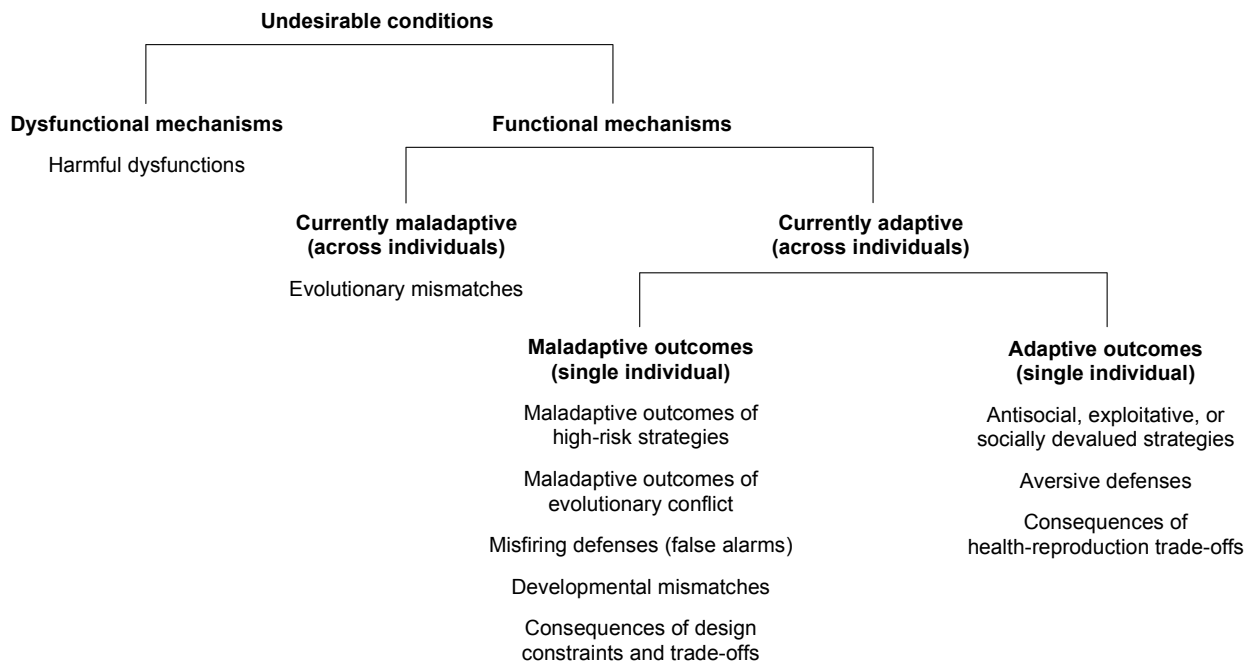 Undesirable conditions
Dysfunctional mechanisms
Functional mechanisms
Harmful dysfunctions
Currently maladaptive
(across individuals)
Currently adaptive
(across individuals)
Evolutionary mismatches
Maladaptive outcomes
(single individual)
Adaptive outcomes
(single individual)
Maladaptive outcomes of
high-risk strategies
Maladaptive outcomes of
evolutionary conflict
Misfiring defenses (false alarms)
Developmental mismatches
Consequences of design
constraints and trade-offs
Antisocial, exploitative, or
socially devalued strategies
Aversive defenses
Consequences of
health-reproduction trade-offs